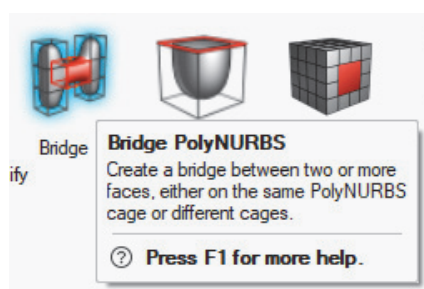 Bridge
ify
Bridge PolyNURBS
Create a bridge between two or more
faces, either on the same PolyNURBS
cage or different cages.
? Press F1 for more help.